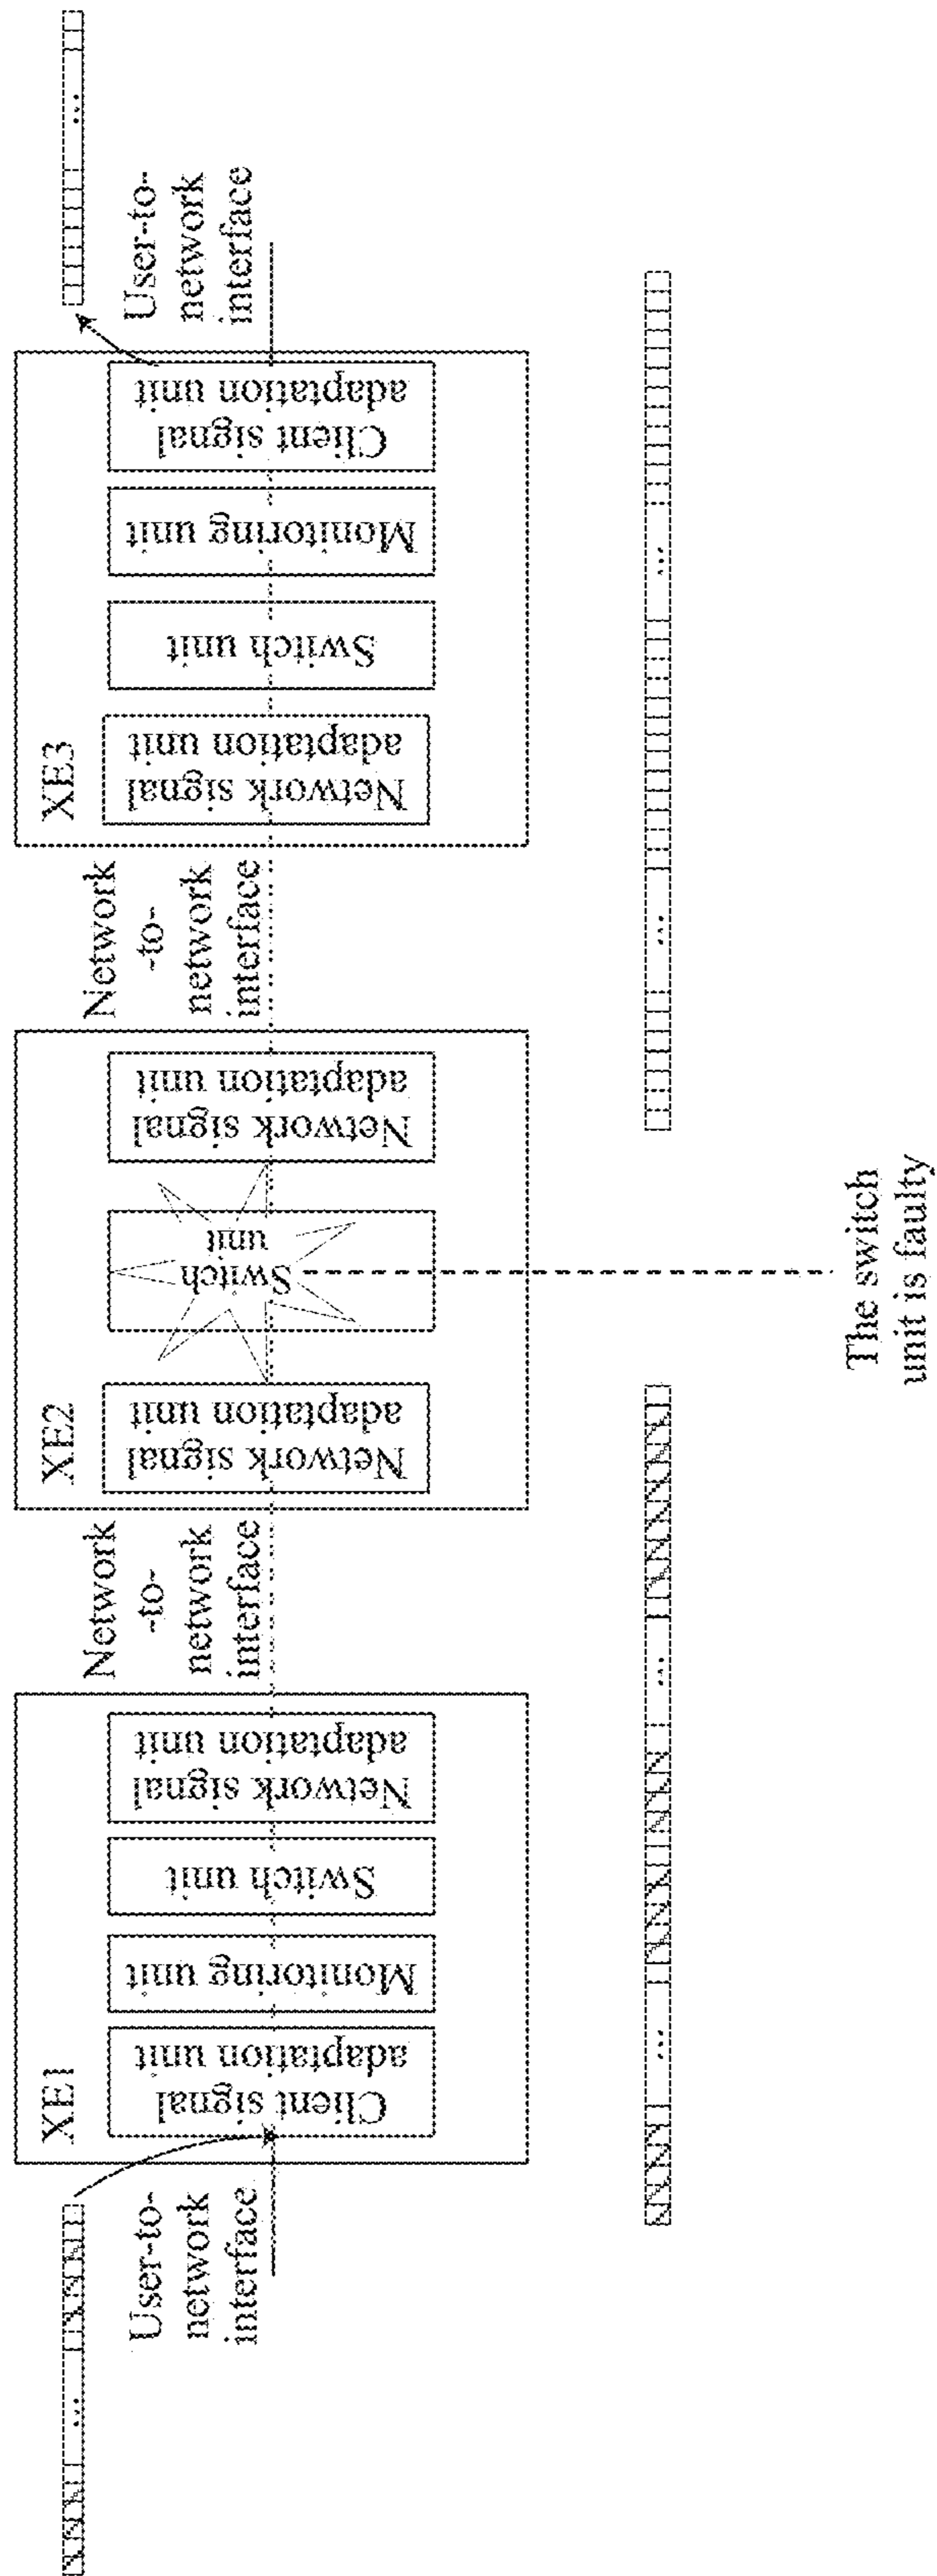 XE1
XE2
XE3
User-to-
network
interface
Client signal
adaptation unit
Monitoring unit
Switch unit
Network signal
adaptation unit
Network
-to-
network
interface
Network signal
adaptation unit
Switch
unit
Network signal
adaptation unit
Network
-to-
network
interface
Network signal
adaptation unit
Switch unit
Monitoring unit
Client signal
adaptation unit
User-to-
network
interface
...
...
...
...
...
...
The switch
unit is faulty